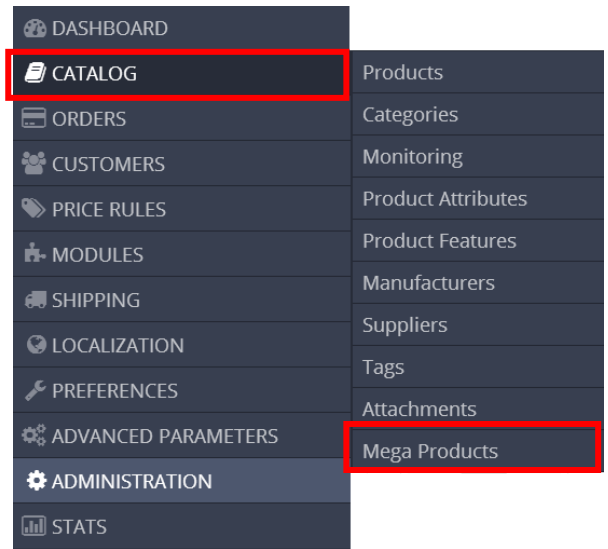 DASHBOARD
CATALOG
ORDERS
CUSTOMERS
PRICE RULES
MODULES
SHIPPING
LOCALIZATION
PREFERENCES
ADVANCED PARAMETERS
ADMINISTRATION
STATS
Products
Categories
Monitoring
Product Attributes
Product Features
Manufacturers
Suppliers
Tags
Attachments
Mega Products